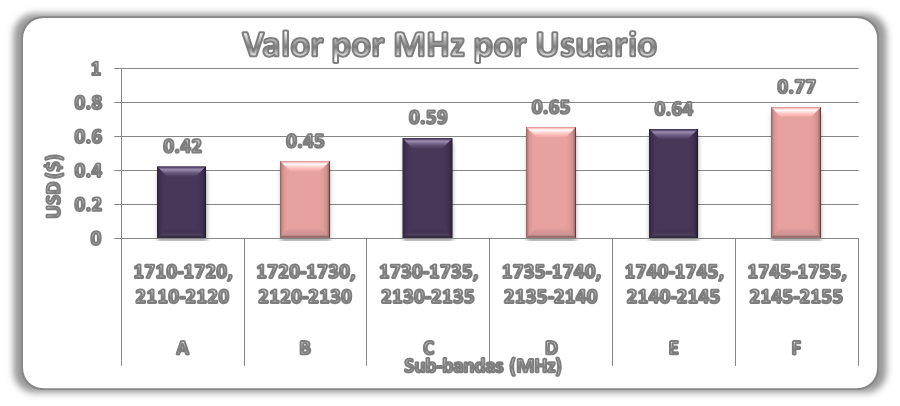 Valor por MHz por Usuario
1
0.8
0.6
0.4
0.2
0
USD ($)
0.42
0.45
0.59
0.65
0.64
0.77
1710-1720, 1720-1730, 1730-1735, 1735-1740, 1740-1745, 1745-1755,
2110-2120 2120-2130 2130-2135 2135-2140 2140-2145 2145-2155
A B C D E F
Sub-bandas (MHz)